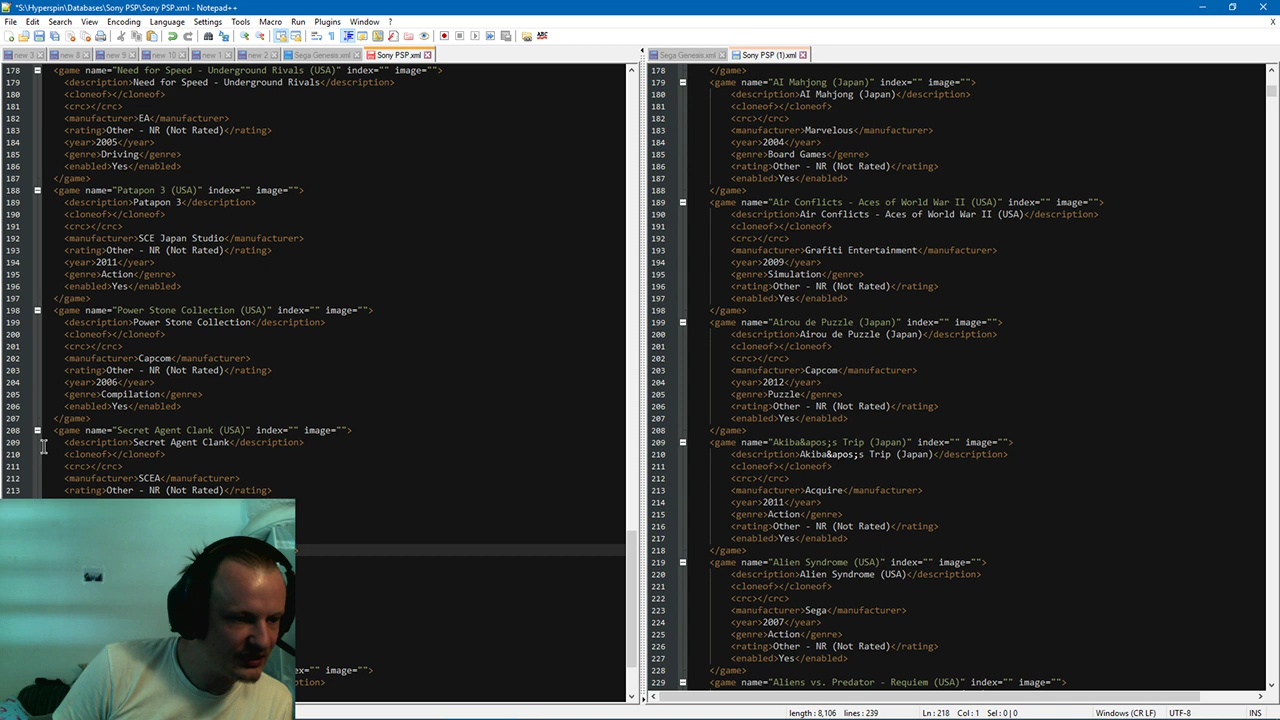 *S:\Hyperspin\Databases\Sony PSP\Sony PSP.xml - Notepad++
File Edit Search View Encoding Language Settings Tools Macro Run Plugins Window ?
new 3 new 8 new 9 new 10 new 1 new 2 Sega Genesis.xml Sony PSP.xml
178 <game name="Need for Speed - Underground Rivals (USA)" index="" image="">
179 <description>Need for Speed - Underground Rivals</description>
180 <cloneof></cloneof>
181 <crc></crc>
182 <manufacturer>EA</manufacturer>
183 <rating>Other - NR (Not Rated)</rating>
184 <year>2005</year>
185 <genre>Driving</genre>
186 <enabled>Yes</enabled>
187 </game>
188 <game name="Patapon 3 (USA)" index="" image="">
189 <description>Patapon 3</description>
190 <cloneof></cloneof>
191 <crc></crc>
192 <manufacturer>SCE Japan Studio</manufacturer>
193 <rating>Other - NR (Not Rated)</rating>
194 <year>2011</year>
195 <genre>Action</genre>
196 <enabled>Yes</enabled>
197 </game>
198 <game name="Power Stone Collection (USA)" index="" image="">
199 <description>Power Stone Collection</description>
200 <cloneof></cloneof>
201 <crc></crc>
202 <manufacturer>Capcom</manufacturer>
203 <rating>Other - NR (Not Rated)</rating>
204 <year>2006</year>
205 <genre>Compilation</genre>
206 <enabled>Yes</enabled>
207 </game>
208 <game name="Secret Agent Clank (USA)" index="" image="">
209 <description>Secret Agent Clank</description>
210 <cloneof></cloneof>
211 <crc></crc>
212 <manufacturer>SCEA</manufacturer>
213 <rating>Other - NR (Not Rated)</rating>
="" image="">
ption>
Sega Genesis.xml Sony PSP (1).xml
178 </game>
179 <game name="AI Mahjong (Japan)" index="" image="">
180 <description>AI Mahjong (Japan)</description>
181 <cloneof></cloneof>
182 <crc></crc>
183 <manufacturer>Marvelous</manufacturer>
184 <year>2004</year>
185 <genre>Board Games</genre>
186 <rating>Other - NR (Not Rated)</rating>
187 <enabled>Yes</enabled>
188 </game>
189 <game name="Air Conflicts - Aces of World War II (USA)" index="" image="">
190 <description>Air Conflicts - Aces of World War II (USA)</description>
191 <cloneof></cloneof>
192 <crc></crc>
193 <manufacturer>Grafiti Entertainment</manufacturer>
194 <year>2009</year>
195 <genre>Simulation</genre>
196 <rating>Other - NR (Not Rated)</rating>
197 <enabled>Yes</enabled>
198 </game>
199 <game name="Airou de Puzzle (Japan)" index="" image="">
200 <description>Airou de Puzzle (Japan)</description>
201 <cloneof></cloneof>
202 <crc></crc>
203 <manufacturer>Capcom</manufacturer>
204 <year>2012</year>
205 <genre>Puzzle</genre>
206 <rating>Other - NR (Not Rated)</rating>
207 <enabled>Yes</enabled>
208 </game>
209 <game name="Akiba&apos;s Trip (Japan)" index="" image="">
210 <description>Akiba&apos;s Trip (Japan)</description>
211 <cloneof></cloneof>
212 <crc></crc>
213 <manufacturer>Acquire</manufacturer>
214 <year>2011</year>
215 <genre>Action</genre>
216 <rating>Other - NR (Not Rated)</rating>
217 <enabled>Yes</enabled>
218 </game>
219 <game name="Alien Syndrome (USA)" index="" image="">
220 <description>Alien Syndrome (USA)</description>
221 <cloneof></cloneof>
222 <crc></crc>
223 <manufacturer>Sega</manufacturer>
224 <year>2007</year>
225 <genre>Action</genre>
226 <rating>Other - NR (Not Rated)</rating>
227 <enabled>Yes</enabled>
228 </game>
229 <game name="Aliens vs. Predator - Requiem (USA)" index="" image="">
length : 8,106 lines : 239 Ln : 218 Col : 1 Sel : 0 | 0 Windows (CR LF) UTF-8 INS